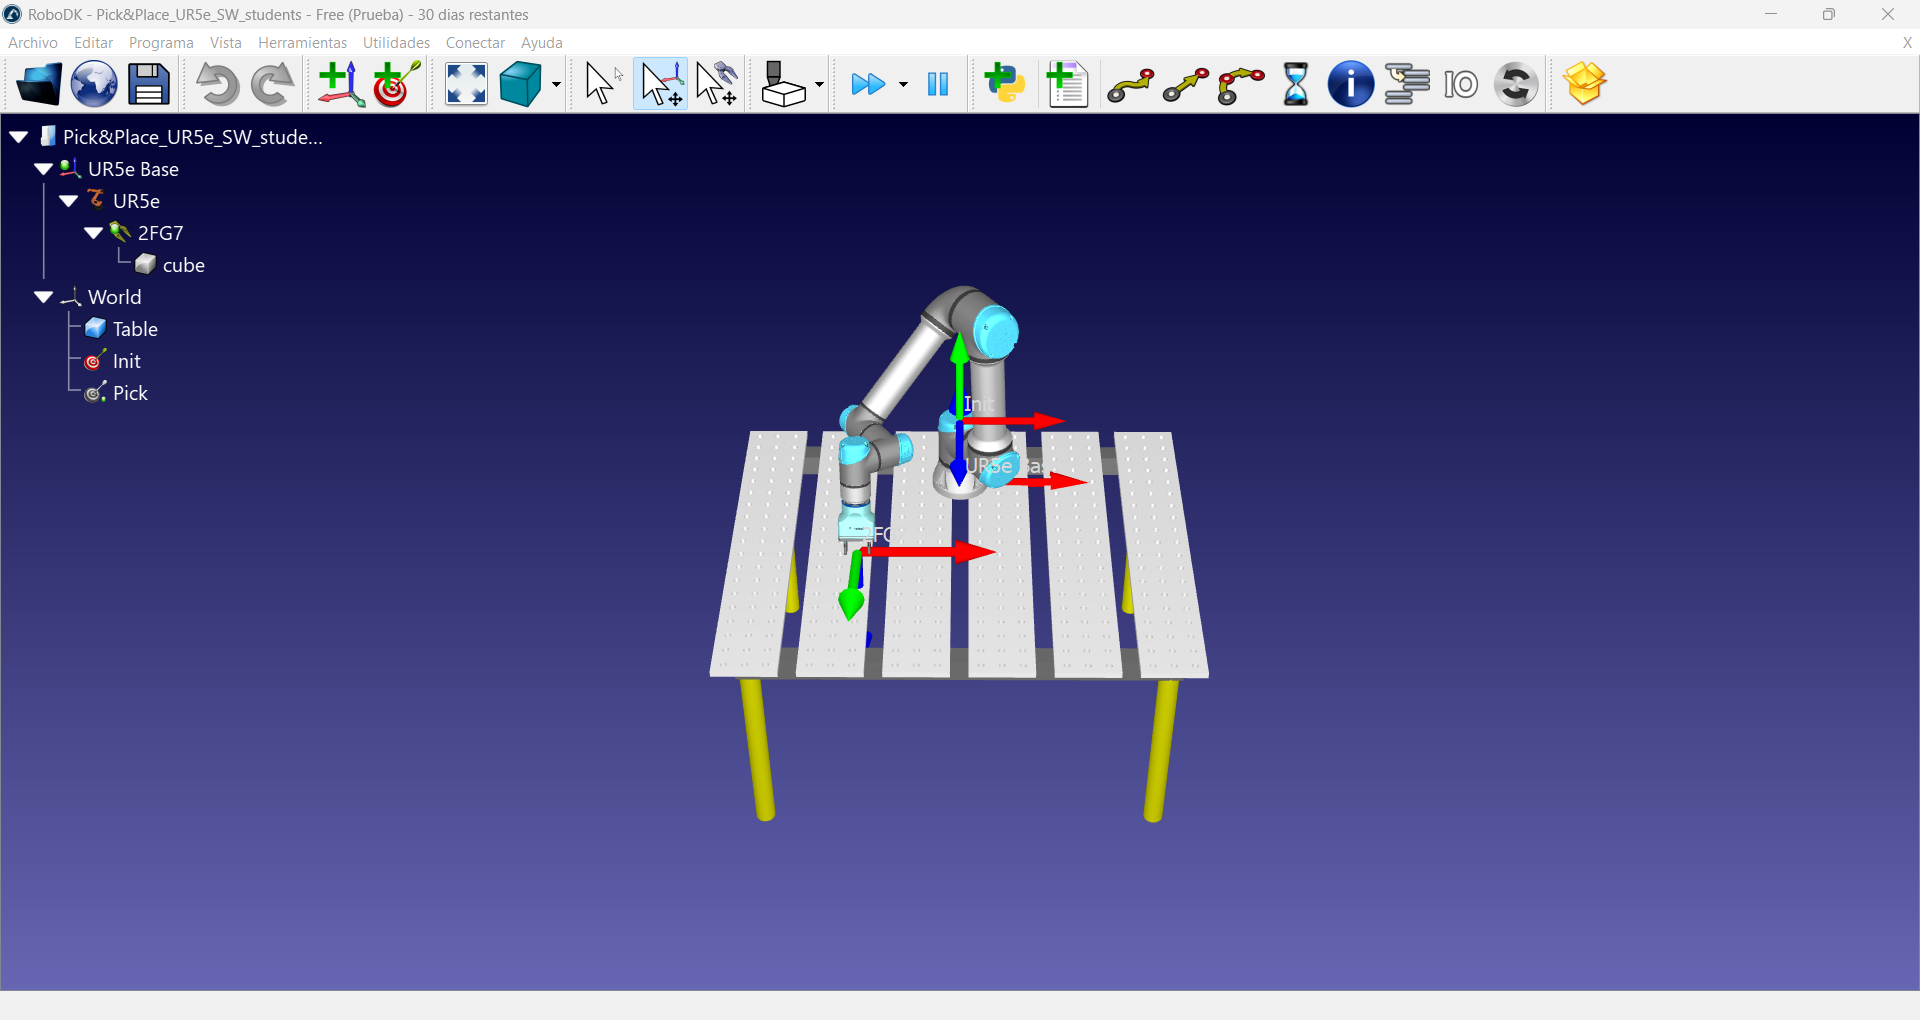 RoboDK - Pick&Place_UR5e_SW_students - Free (Prueba) - 30 dias restantes
Archivo Editar Programa Vista Herramientas Utilidades Conectar Ayuda X
IO
Pick&Place_UR5e_SW_stude...
UR5e Base
UR5e
2FG7
cube
World
Table
Init
Pick
Init
UR5e Bas
2FG